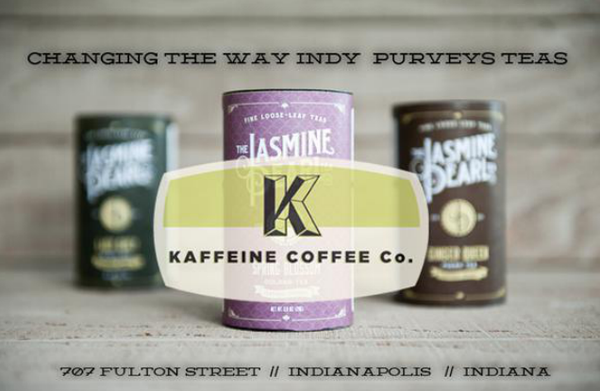 CHANGING THE WAY INDY PURVEYS TEAS
FINE LOOSE-LEAF TEAS
THE JASMINE
PEARL
THE JASMINE
PEARL
THE JASMINE
PEARL
K
KAFFEINE COFFEE Co.
SPRING BLOSSOM
GINGER QUEEN
707 FULTON STREET // INDIANAPOLIS // INDIANA